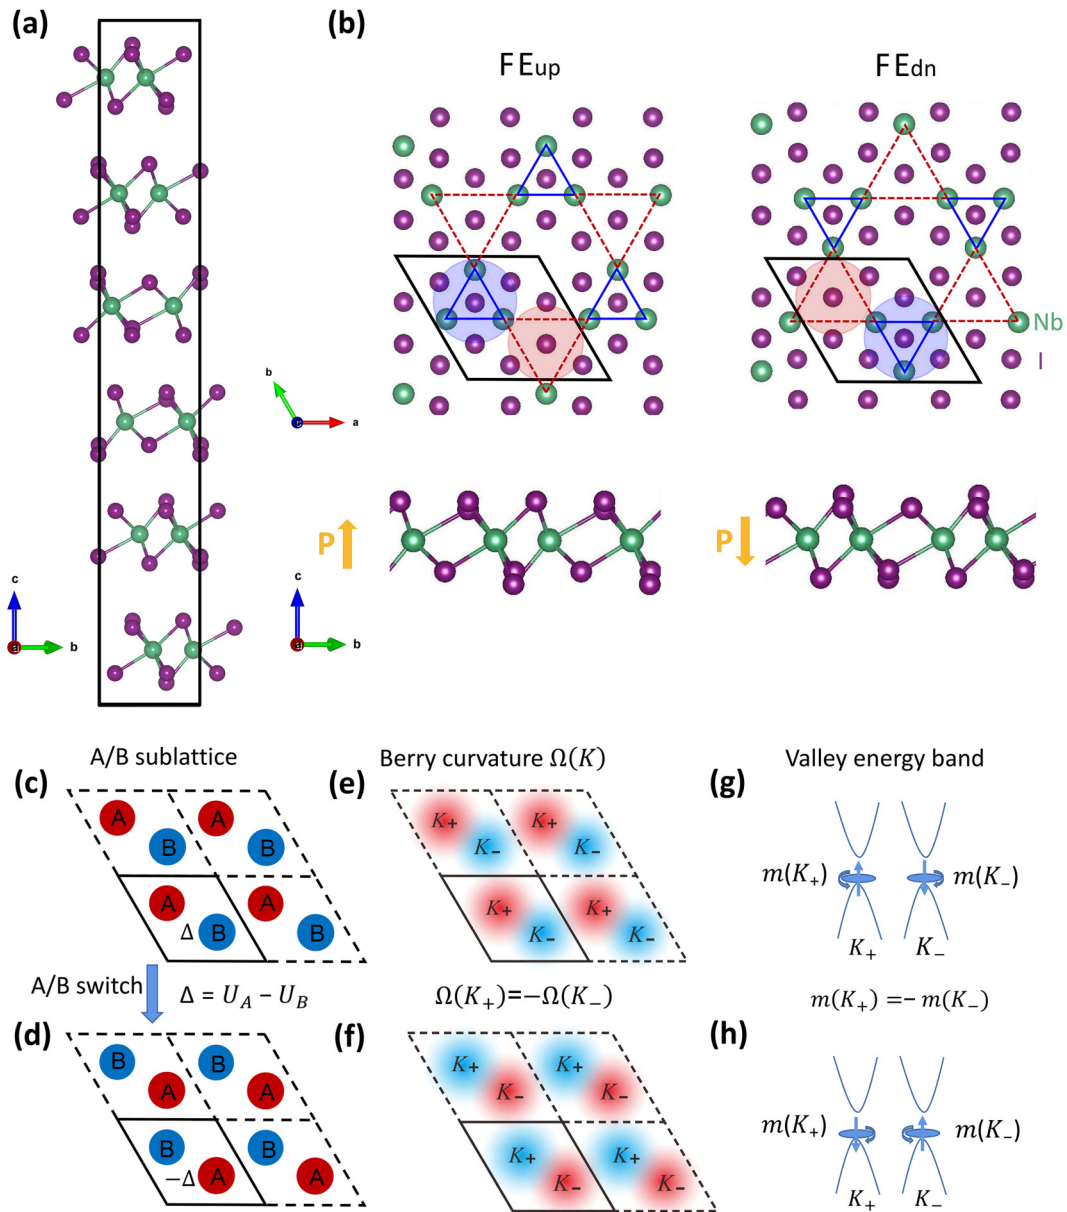 (a)
(b)
FEup
FEdn
Nb
I
b
a
c
P
P
c
a
b
c
a
b
A/B sublattice
Berry curvature Ω(K)
Valley energy band
(c)
(e)
(g)
A
A
B
B
A
A
Δ
B
B
K+
K+
K−
K−
K+
K+
K−
K−
m(K+)
m(K−)
K+
K−
A/B switch
Δ = U_A − U_B
Ω(K+)=−Ω(K−)
m(K+) =− m(K−)
(d)
(f)
(h)
B
B
A
A
B
B
−Δ
A
A
K+
K+
K−
K−
K+
K+
K−
K−
m(K+)
m(K−)
K+
K−